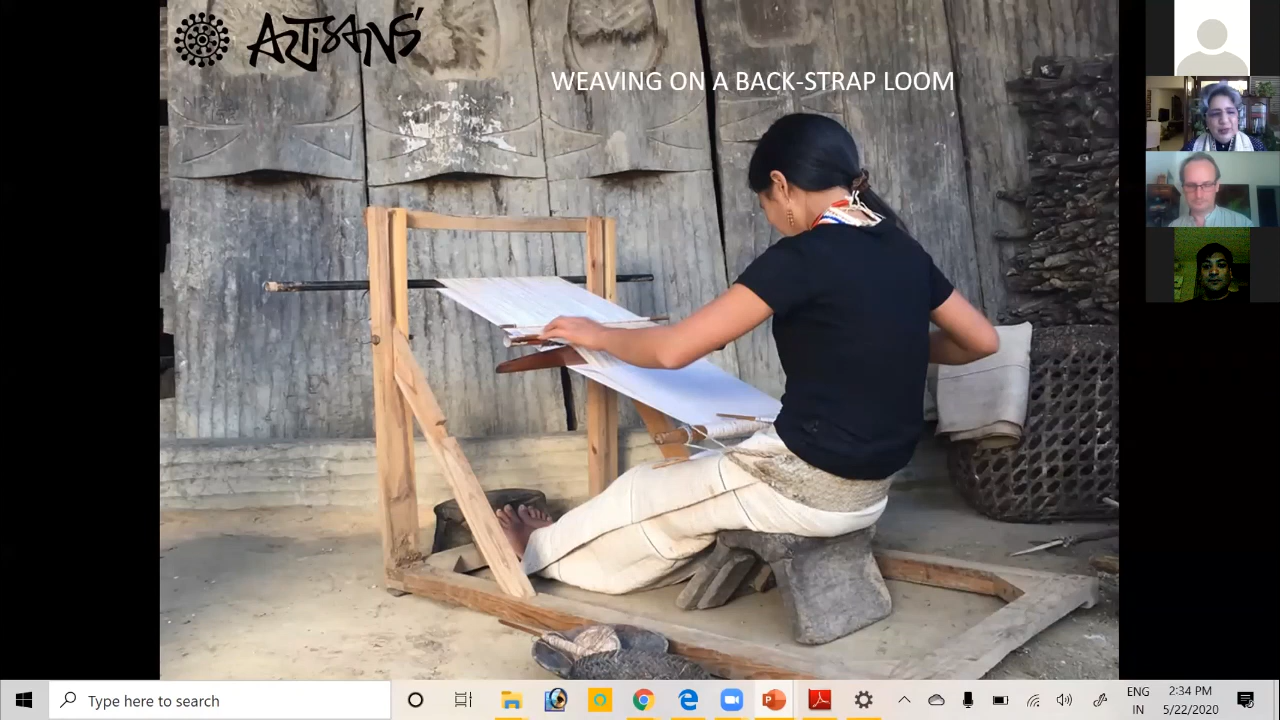 ARTISANS'
WEAVING ON A BACK-STRAP LOOM
Type here to search
ENG
IN
2:34 PM
5/22/2020